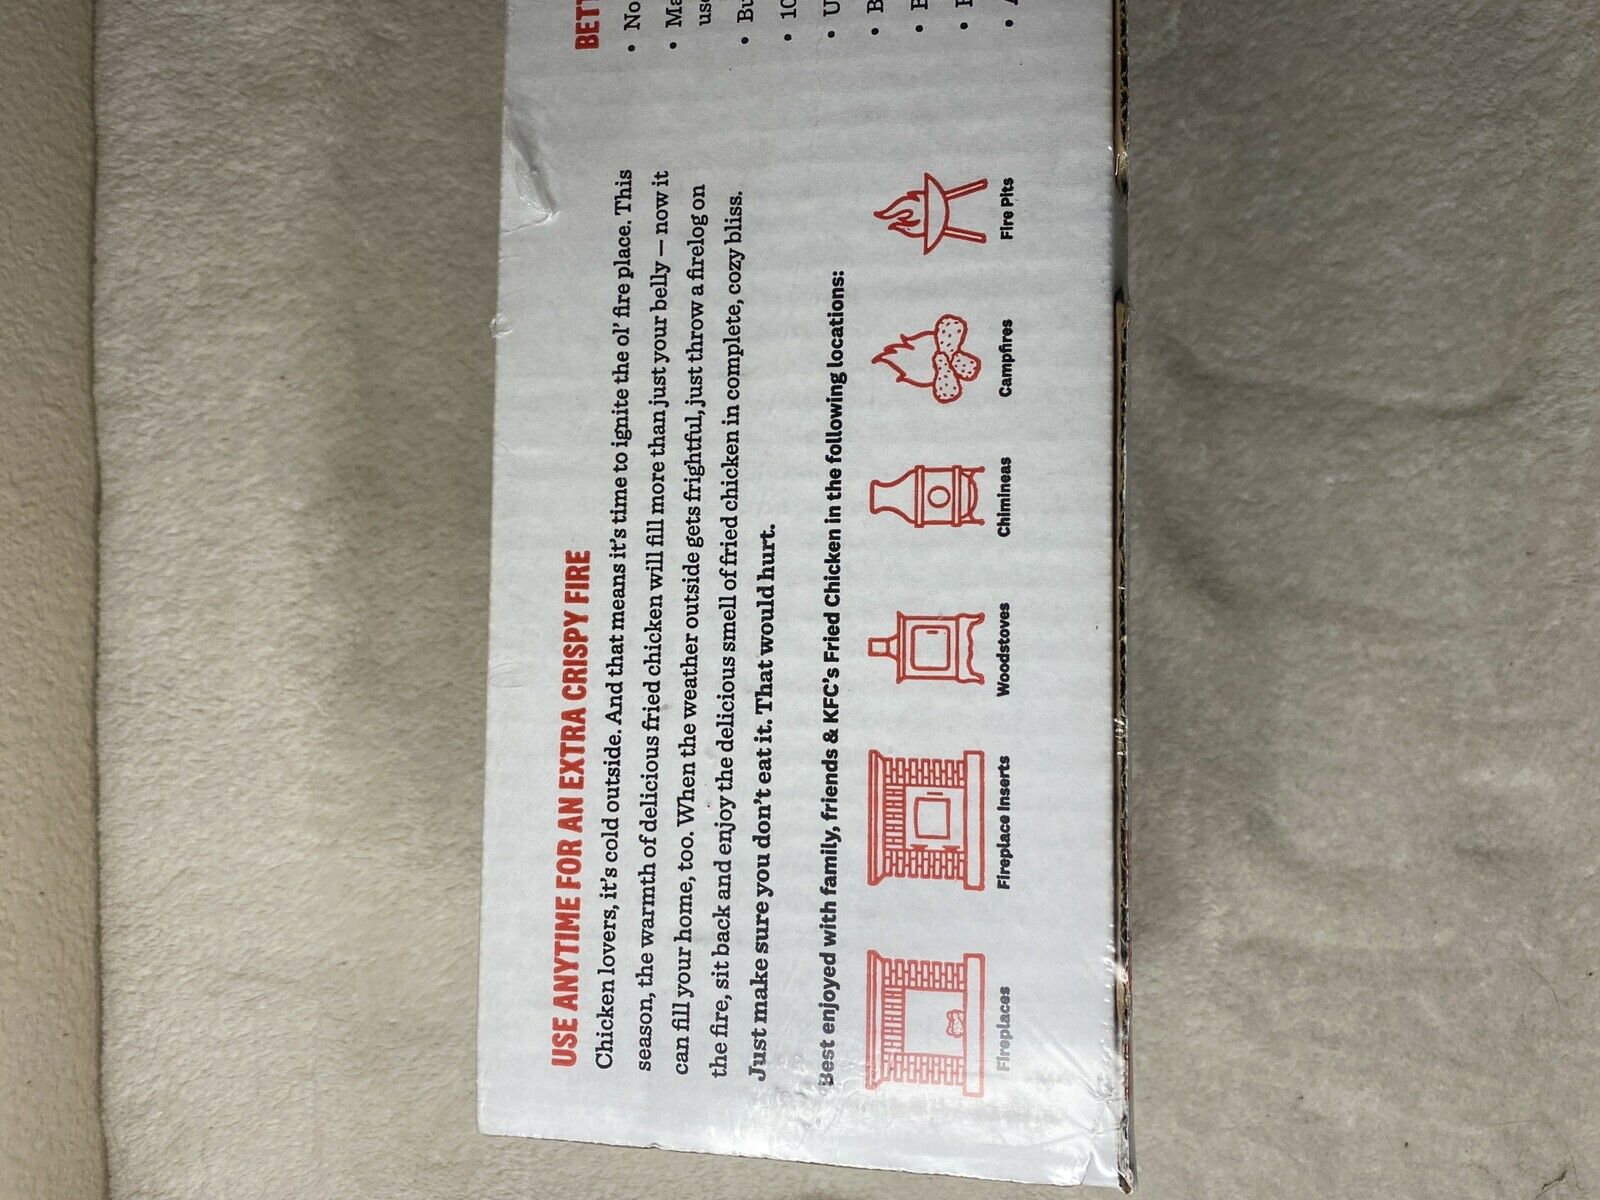 USE ANYTIME FOR AN EXTRA CRISPY FIRE
Chicken lovers, it's cold outside. And that means it's time to ignite the ol' fire place. This
season, the warmth of delicious fried chicken will fill more than just your belly — now it
can fill your home, too. When the weather outside gets frightful, just throw a firelog on
the fire, sit back and enjoy the delicious smell of fried chicken in complete, cozy bliss.
Just make sure you don't eat it. That would hurt.
Best enjoyed with family, friends & KFC's Fried Chicken in the following locations:
Fireplaces
Fireplace Inserts
Woodstoves
Chimineas
Campfires
Fire Pits
• No
• 10